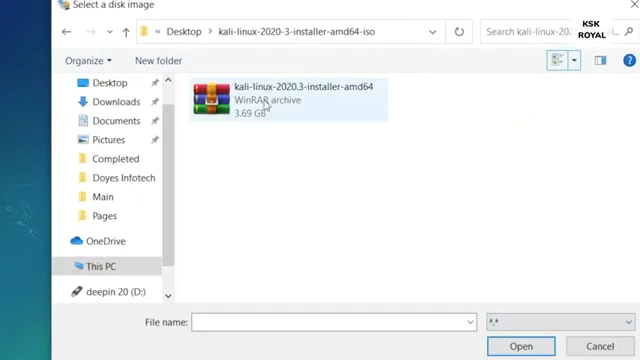 Select a disk image
KSK
ROYAL
« Desktop › kali-linux-2020-3-installer-amd64-iso
Search kali-linux-20
Organize
New folder
kali-linux-2020.3-installer-amd64
WinRAR archive
3.69 GB
Desktop
Downloads
Documents
Pictures
Completed
Doyes Infotech
Main
Pages
OneDrive
This PC
deepin 20 (D:)
File name:
*.*
Open
Cancel